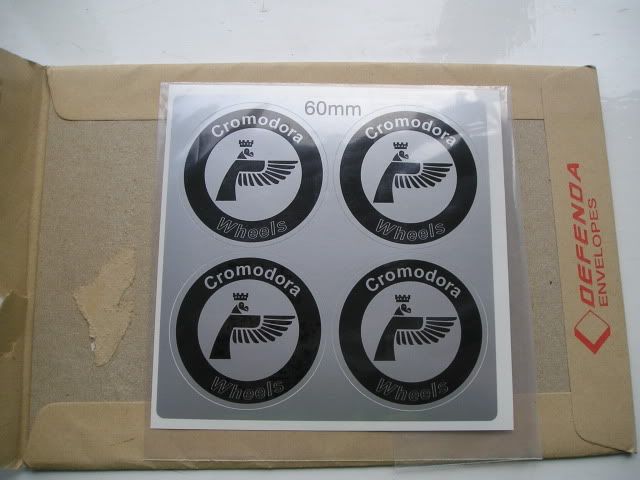 60mm
Cromodora
Wheels
Cromodora
Wheels
Cromodora
Wheels
Cromodora
Wheels
DEFENDA
ENVELOPES